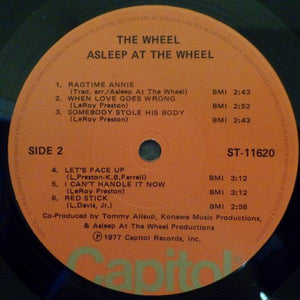 THE WHEEL
ASLEEP AT THE WHEEL
1. RAGTIME ANNIE
(Trad. arr./Asleep At The Wheel) BMI 2:43
2. WHEN LOVE GOES WRONG
(LeRoy Preston) BMI 2:52
3. SOMEBODY STOLE HIS BODY
(LeRoy Preston) BMI 2:43
SIDE 2 ST-11620
4. LET'S FACE UP
(L.Preston-K.B.Farrell) BMI 3:12
5. I CAN'T HANDLE IT NOW
(LeRoy Preston) BMI 3:12
6. RED STICK
(L.Davis, Jr.) BMI 2:58
Co-Produced by Tommy Allsup, Konawa Music Productions,
& Asleep At The Wheel Productions
℗1977 Capitol Records, Inc.
Capitol